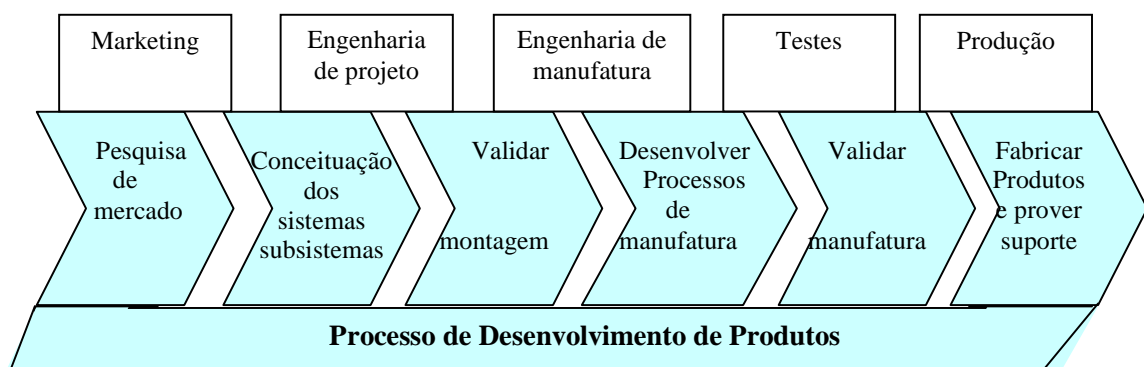 Marketing
Engenharia
de projeto
Engenharia de
manufatura
Testes
Produção
Pesquisa
de
mercado
Conceituação
dos
sistemas
subsistemas
Validar
montagem
Desenvolver
Processos
de
manufatura
Validar
manufatura
Fabricar
Produtos
e prover
suporte
Processo de Desenvolvimento de Produtos